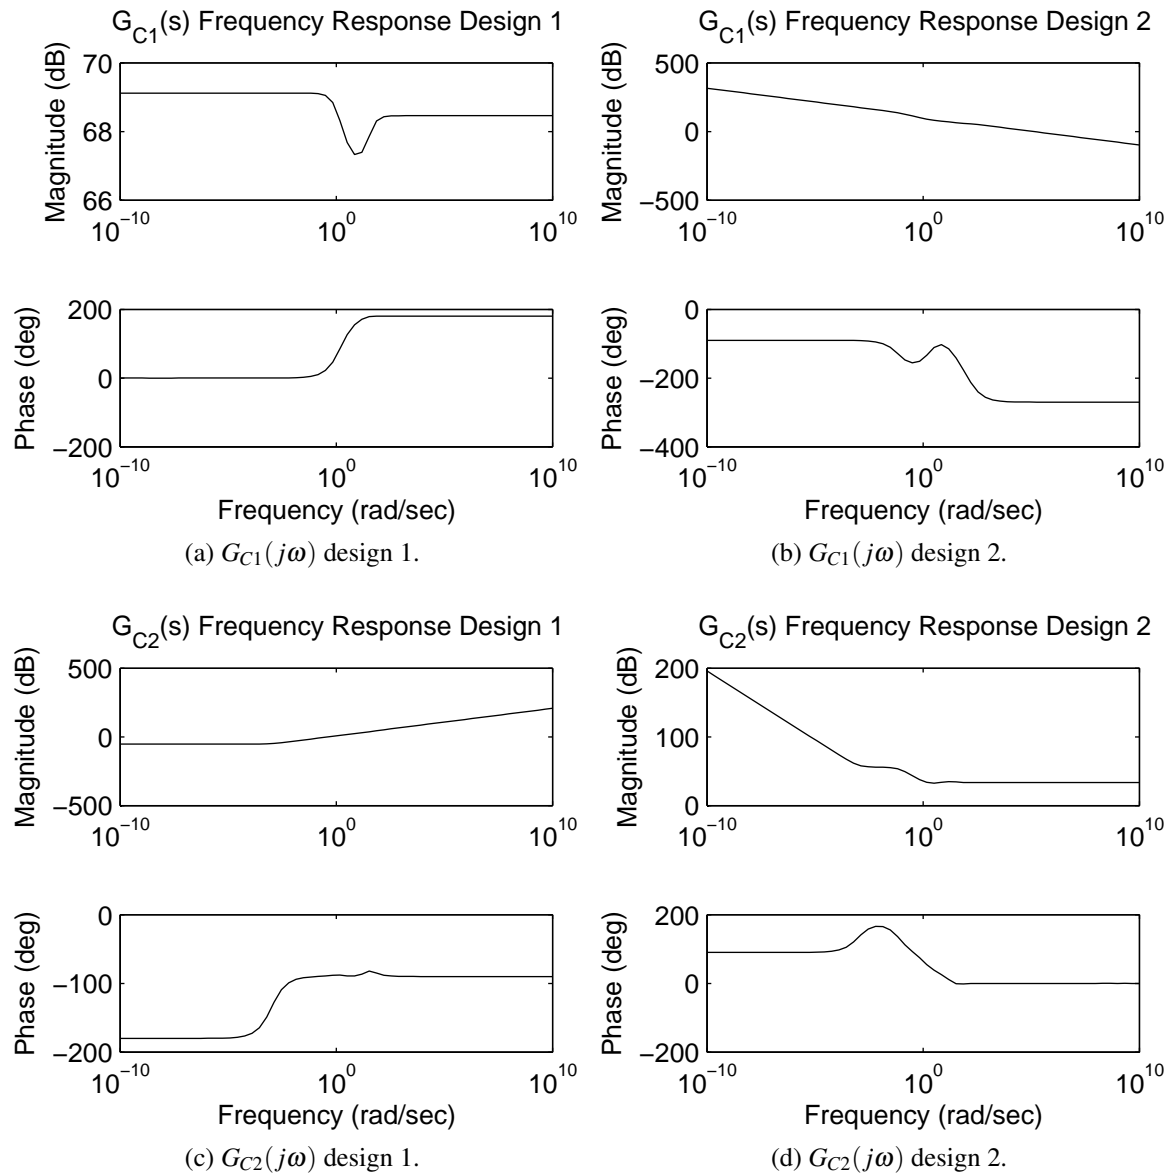 G_C1(s) Frequency Response Design 1
Magnitude (dB)
70
68
66
10^−10
10^0
10^10
Phase (deg)
200
0
−200
10^−10
10^0
10^10
Frequency (rad/sec)
(a) G_C1(jω) design 1.
G_C1(s) Frequency Response Design 2
Magnitude (dB)
500
0
−500
10^−10
10^0
10^10
Phase (deg)
0
−200
−400
10^−10
10^0
10^10
Frequency (rad/sec)
(b) G_C1(jω) design 2.
G_C2(s) Frequency Response Design 1
Magnitude (dB)
500
0
−500
10^−10
10^0
10^10
Phase (deg)
0
−100
−200
10^−10
10^0
10^10
Frequency (rad/sec)
(c) G_C2(jω) design 1.
G_C2(s) Frequency Response Design 2
Magnitude (dB)
200
100
0
10^−10
10^0
10^10
Phase (deg)
200
0
−200
10^−10
10^0
10^10
Frequency (rad/sec)
(d) G_C2(jω) design 2.